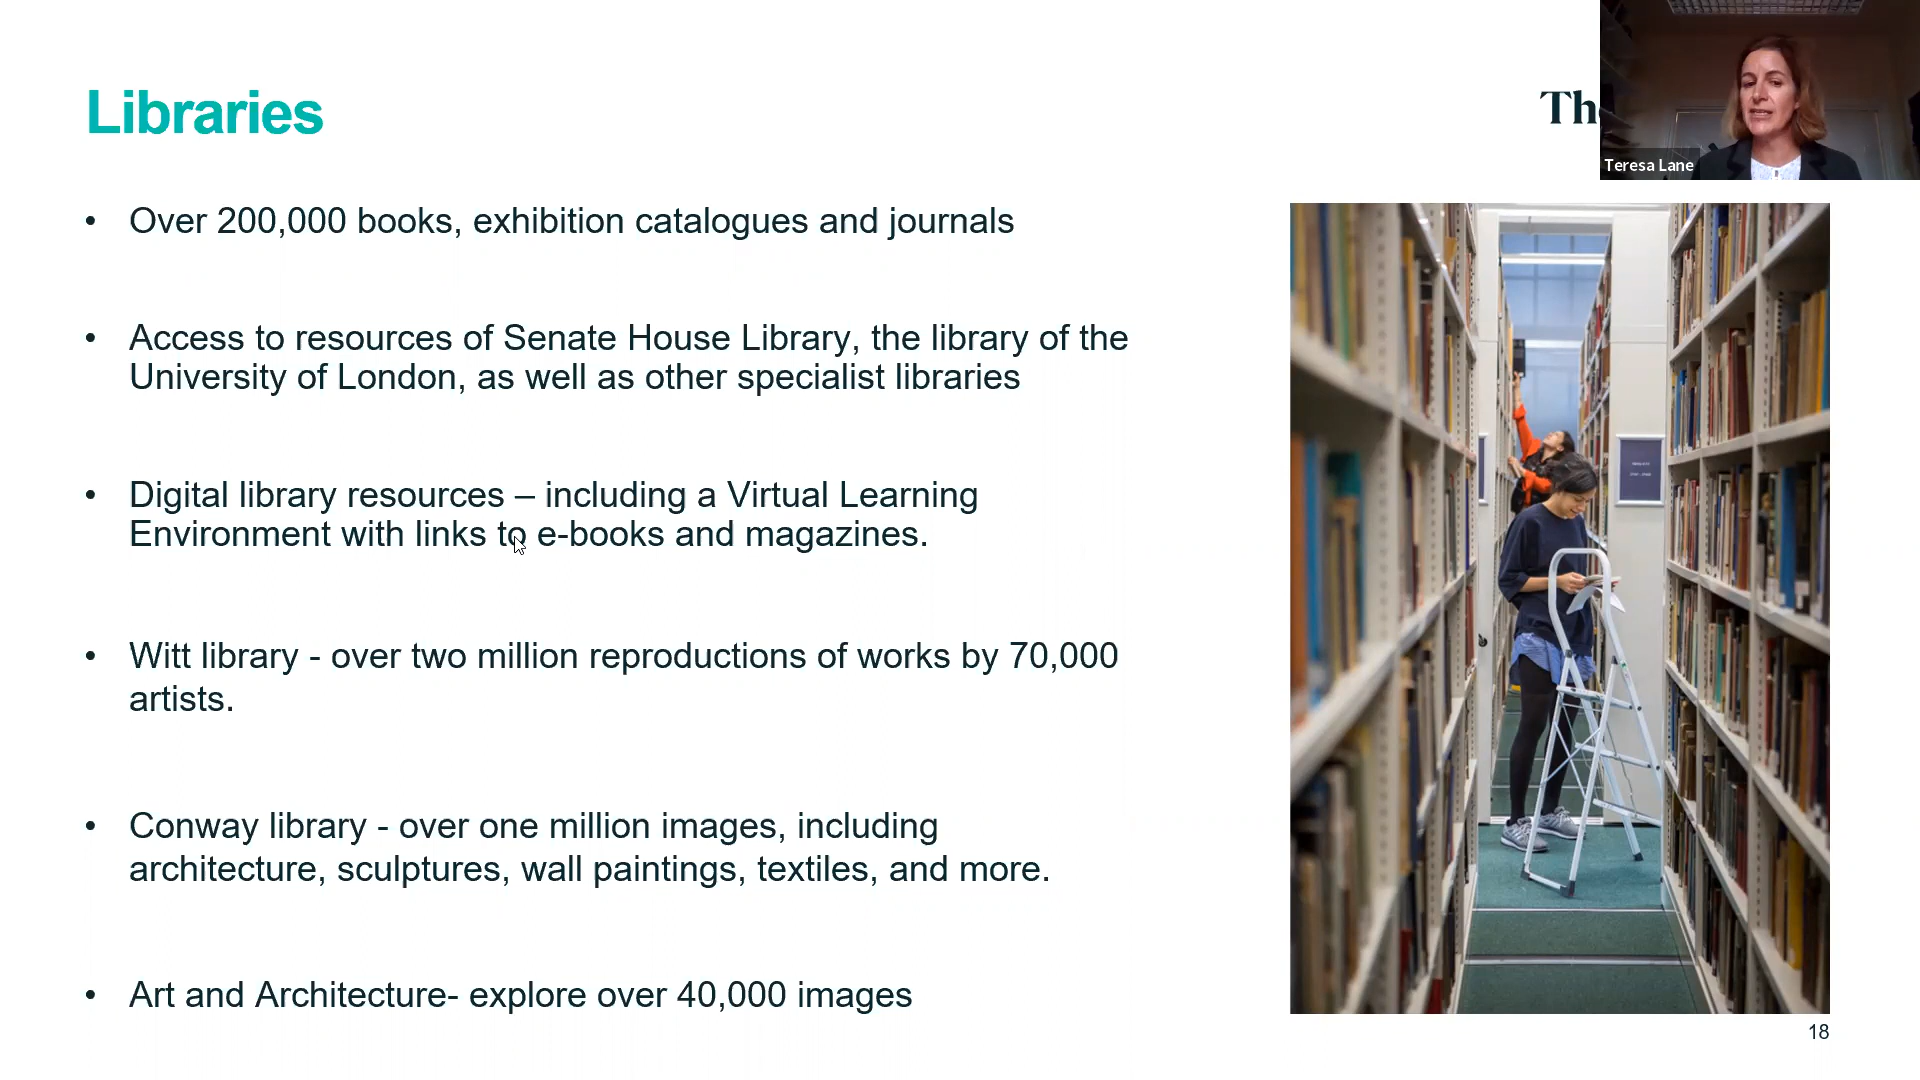 Libraries
Th
Teresa Lane
• Over 200,000 books, exhibition catalogues and journals
• Access to resources of Senate House Library, the library of the
University of London, as well as other specialist libraries
• Digital library resources – including a Virtual Learning
Environment with links to e-books and magazines.
• Witt library - over two million reproductions of works by 70,000
artists.
• Conway library - over one million images, including
architecture, sculptures, wall paintings, textiles, and more.
• Art and Architecture- explore over 40,000 images
18